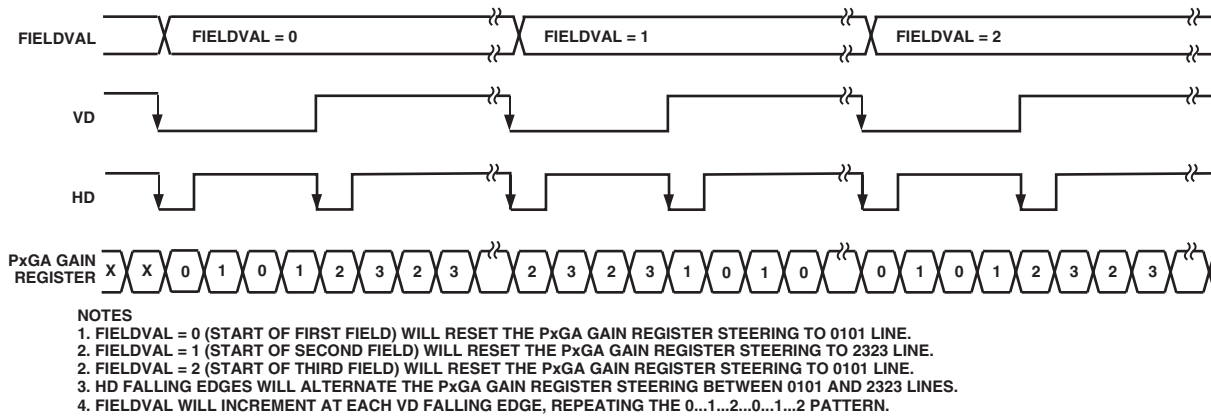 FIELDVAL
FIELDVAL = 0
FIELDVAL = 1
FIELDVAL = 2
VD
HD
PxGA GAIN
REGISTER
X X 0 1 0 1 2 3 2 3 2 3 2 3 1 0 1 0 0 1 0 1 2 3 2 3
NOTES
1. FIELDVAL = 0 (START OF FIRST FIELD) WILL RESET THE PxGA GAIN REGISTER STEERING TO 0101 LINE.
2. FIELDVAL = 1 (START OF SECOND FIELD) WILL RESET THE PxGA GAIN REGISTER STEERING TO 2323 LINE.
2. FIELDVAL = 2 (START OF THIRD FIELD) WILL RESET THE PxGA GAIN REGISTER STEERING TO 0101 LINE.
3. HD FALLING EDGES WILL ALTERNATE THE PxGA GAIN REGISTER STEERING BETWEEN 0101 AND 2323 LINES.
4. FIELDVAL WILL INCREMENT AT EACH VD FALLING EDGE, REPEATING THE 0...1...2...0...1...2 PATTERN.